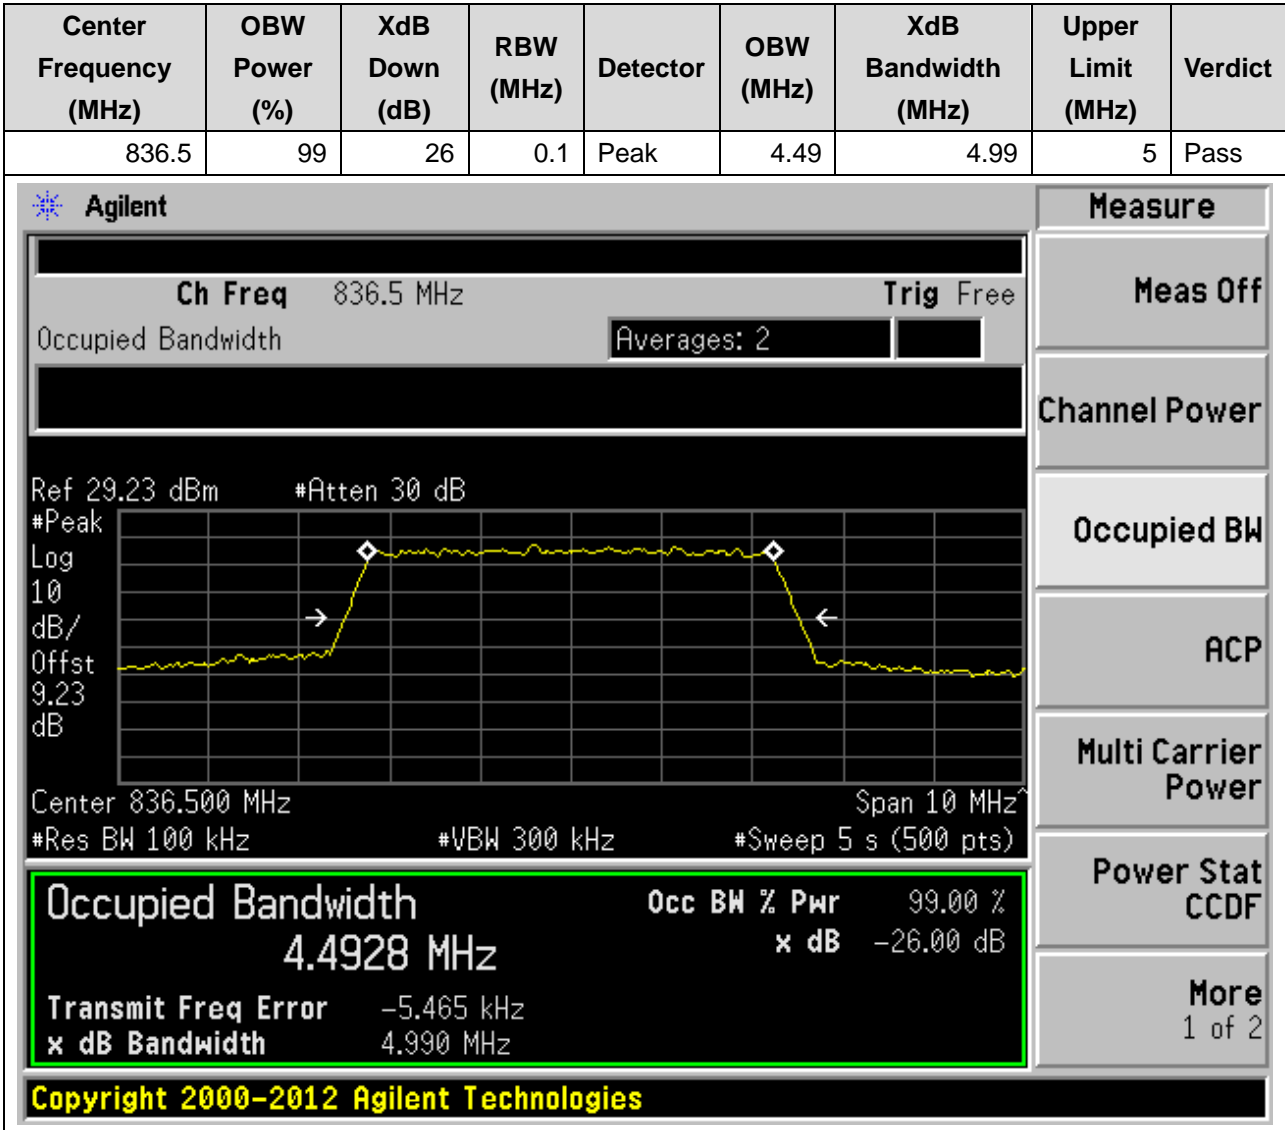 Center Frequency (MHz) OBW Power (%) XdB Down (dB) RBW (MHz) Detector OBW (MHz) XdB Bandwidth (MHz) Upper Limit (MHz) Verdict
836.5 99 26 0.1 Peak 4.49 4.99 5 Pass
Agilent
Measure
Ch Freq 836.5 MHz Trig Free
Occupied Bandwidth Averages: 2
Ref 29.23 dBm #Atten 30 dB
#Peak
Log
10
dB/
Offst
9.23
dB
Center 836.500 MHz Span 10 MHz^
#Res BW 100 kHz #VBW 300 kHz #Sweep 5 s (500 pts)
Occupied Bandwidth
4.4928 MHz
Occ BW % Pwr 99.00 %
x dB -26.00 dB
Transmit Freq Error -5.465 kHz
x dB Bandwidth 4.990 MHz
Meas Off
Channel Power
Occupied BW
ACP
Multi Carrier
Power
Power Stat
CCDF
More
1 of 2
Copyright 2000-2012 Agilent Technologies